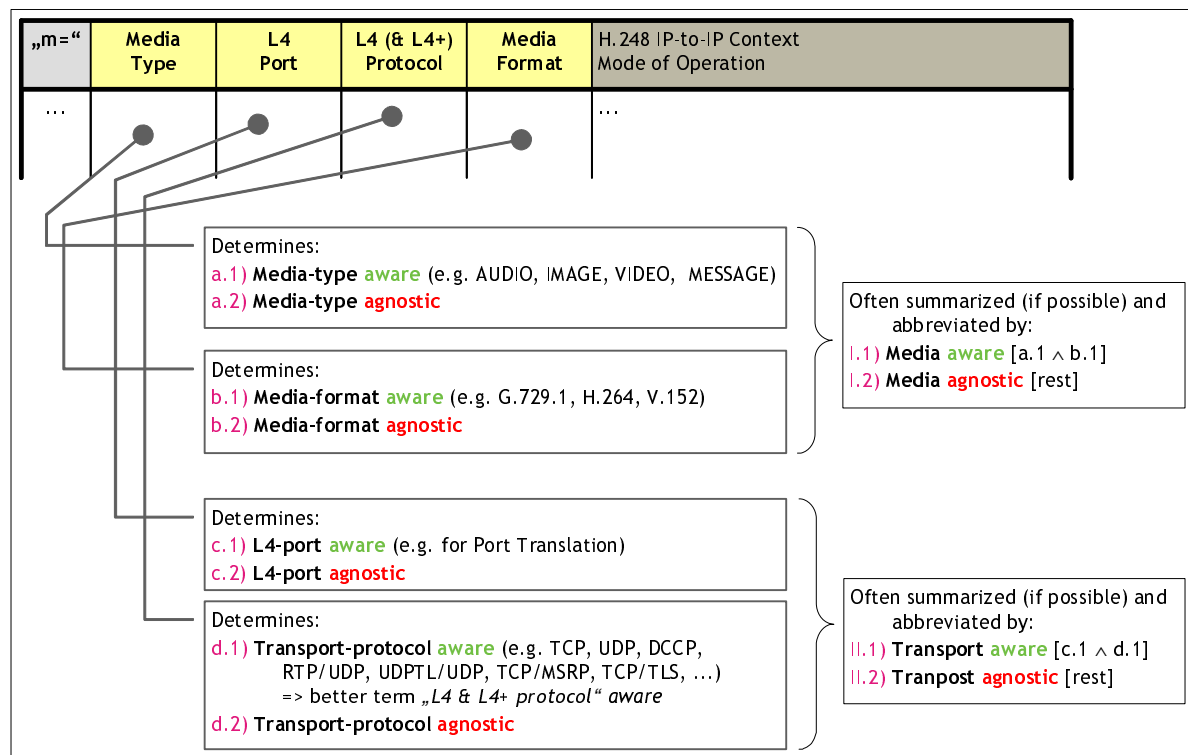 „m=“
Media
Type
L4
Port
L4 (& L4+)
Protocol
Media
Format
H.248 IP-to-IP Context
Mode of Operation
...
...
Determines:
a.1) Media-type aware (e.g. AUDIO, IMAGE, VIDEO, MESSAGE)
a.2) Media-type agnostic
Determines:
b.1) Media-format aware (e.g. G.729.1, H.264, V.152)
b.2) Media-format agnostic
Often summarized (if possible) and
abbreviated by:
I.1) Media aware [a.1 ∧ b.1]
I.2) Media agnostic [rest]
Determines:
c.1) L4-port aware (e.g. for Port Translation)
c.2) L4-port agnostic
Determines:
d.1) Transport-protocol aware (e.g. TCP, UDP, DCCP,
RTP/UDP, UDPTL/UDP, TCP/MSRP, TCP/TLS, ...)
=> better term „L4 & L4+ protocol“ aware
d.2) Transport-protocol agnostic
Often summarized (if possible) and
abbreviated by:
II.1) Transport aware [c.1 ∧ d.1]
II.2) Tranpost agnostic [rest]